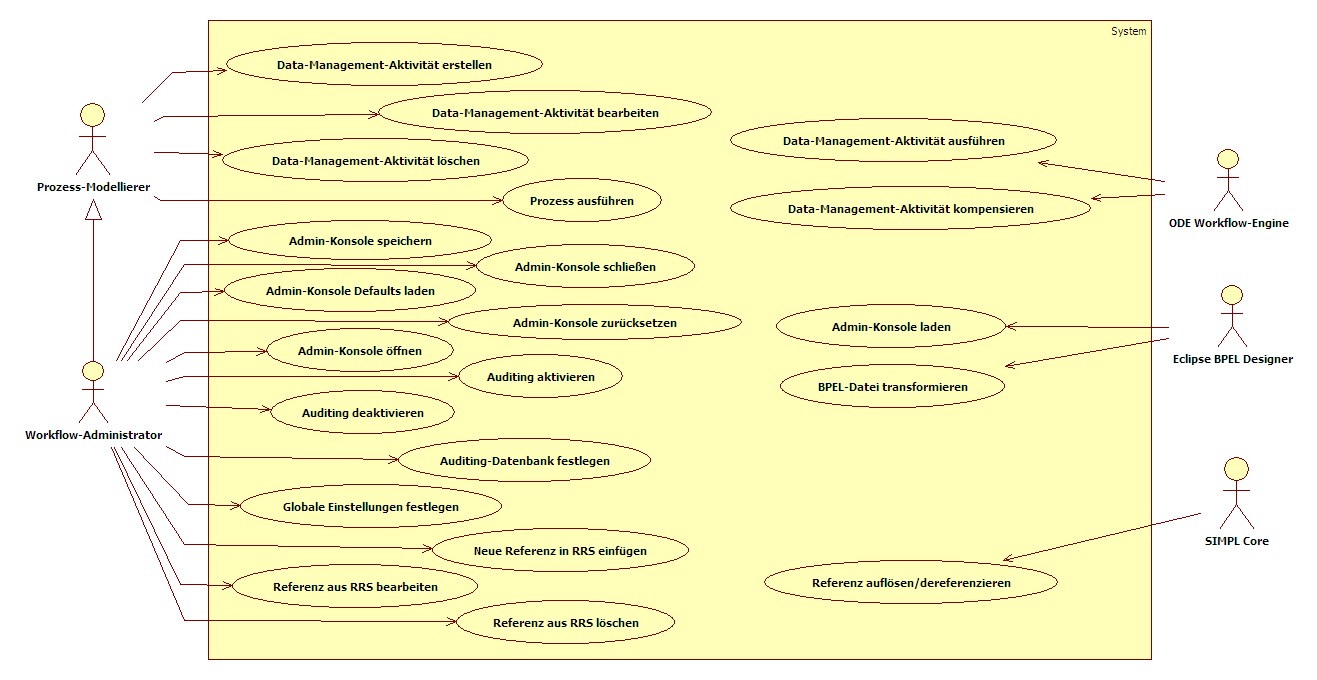 System
Data-Management-Aktivität erstellen
Data-Management-Aktivität bearbeiten
Data-Management-Aktivität ausführen
Data-Management-Aktivität löschen
Prozess-Modellierer
Prozess ausführen
Data-Management-Aktivität kompensieren
ODE Workflow-Engine
Admin-Konsole speichern
Admin-Konsole schließen
Admin-Konsole Defaults laden
Admin-Konsole zurücksetzen
Admin-Konsole laden
Admin-Konsole öffnen
Eclipse BPEL Designer
Auditing aktivieren
BPEL-Datei transformieren
Auditing deaktivieren
Workflow-Administrator
Auditing-Datenbank festlegen
Globale Einstellungen festlegen
SIMPL Core
Neue Referenz in RRS einfügen
Referenz auflösen/dereferenzieren
Referenz aus RRS bearbeiten
Referenz aus RRS löschen